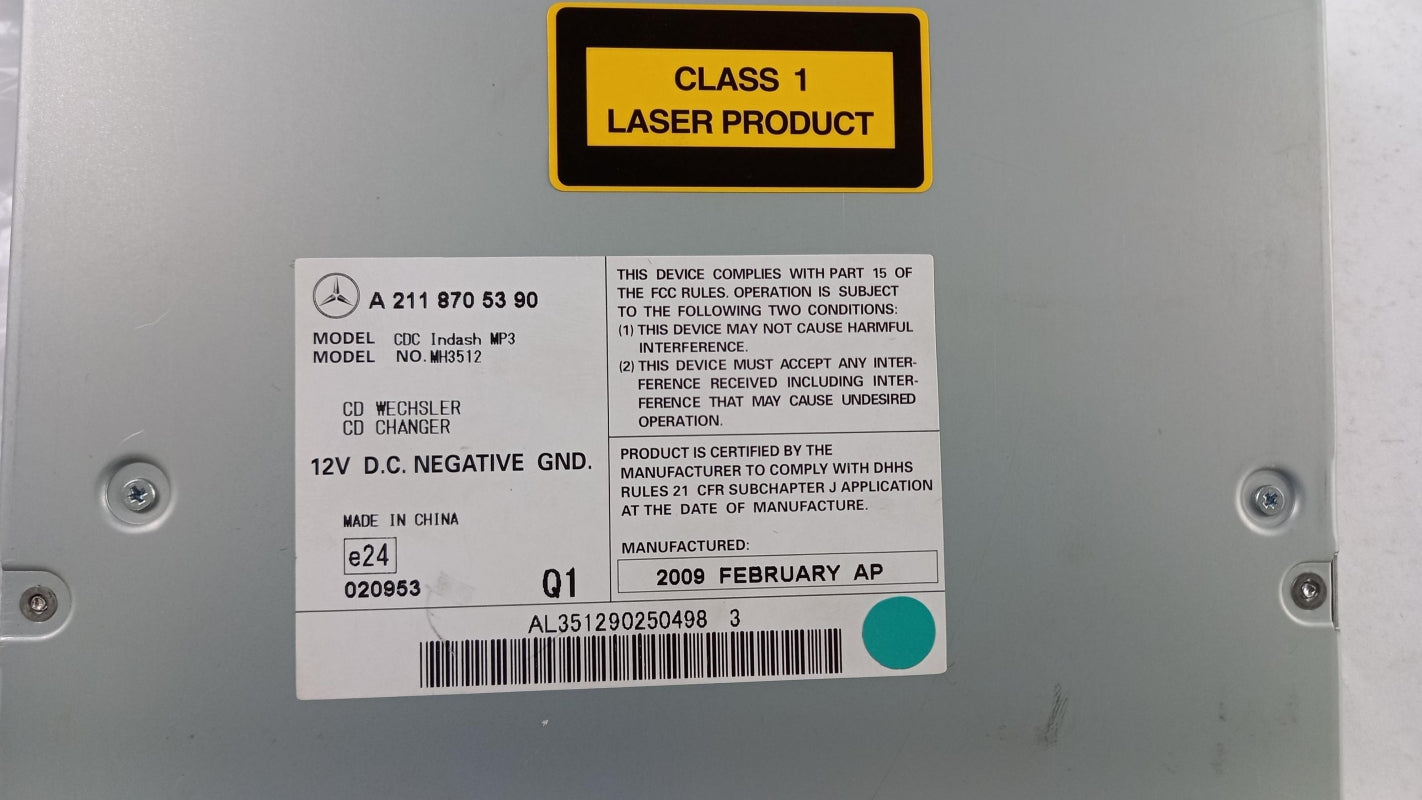 CLASS 1
LASER PRODUCT
A 211 870 53 90
MODEL CDC Indash MP3
MODEL NO.MH3512
CD WECHSLER
CD CHANGER
12V D.C. NEGATIVE GND.
MADE IN CHINA
e24
020953
Q1
THIS DEVICE COMPLIES WITH PART 15 OF
THE FCC RULES. OPERATION IS SUBJECT
TO THE FOLLOWING TWO CONDITIONS:
(1) THIS DEVICE MAY NOT CAUSE HARMFUL
INTERFERENCE.
(2) THIS DEVICE MUST ACCEPT ANY INTER-
FERENCE RECEIVED INCLUDING INTER-
FERENCE THAT MAY CAUSE UNDESIRED
OPERATION.
PRODUCT IS CERTIFIED BY THE
MANUFACTURER TO COMPLY WITH DHHS
RULES 21 CFR SUBCHAPTER J APPLICATION
AT THE DATE OF MANUFACTURE.
MANUFACTURED:
2009 FEBRUARY AP
AL351290250498 3